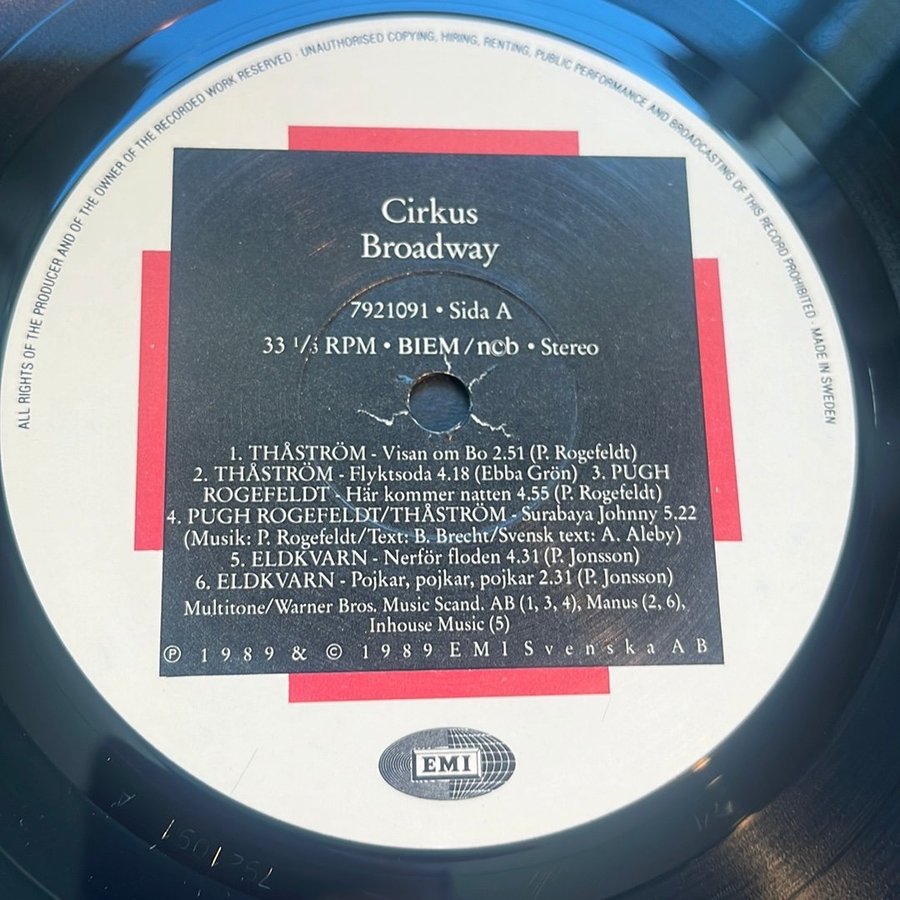 ALL RIGHTS OF THE PRODUCER AND OF THE OWNER OF THE RECORDED WORK RESERVED · UNAUTHORISED COPYING, HIRING, RENTING, PUBLIC PERFORMANCE AND BROADCASTING OF THIS RECORD PROHIBITED · MADE IN SWEDEN
Cirkus
Broadway
7921091 • Sida A
33 1/3 RPM • BIEM/n©b • Stereo
1. THÅSTRÖM - Visan om Bo 2.51 (P. Rogefeldt)
2. THÅSTRÖM - Flyktsoda 4.18 (Ebba Grön) 3. PUGH
ROGEFELDT - Här kommer natten 4.55 (P. Rogefeldt)
4. PUGH ROGEFELDT/THÅSTRÖM - Surabaya Johnny 5.22
(Musik: P. Rogefeldt/Text: B. Brecht/Svensk text: A. Aleby)
5. ELDKVARN - Nerför floden 4.31 (P. Jonsson)
6. ELDKVARN - Pojkar, pojkar, pojkar 2.31 (P. Jonsson)
Multitone/Warner Bros. Music Scand. AB (1, 3, 4), Manus (2, 6),
Inhouse Music (5)
℗ 1989 & © 1989 EMI Svenska AB
EMI
7921091